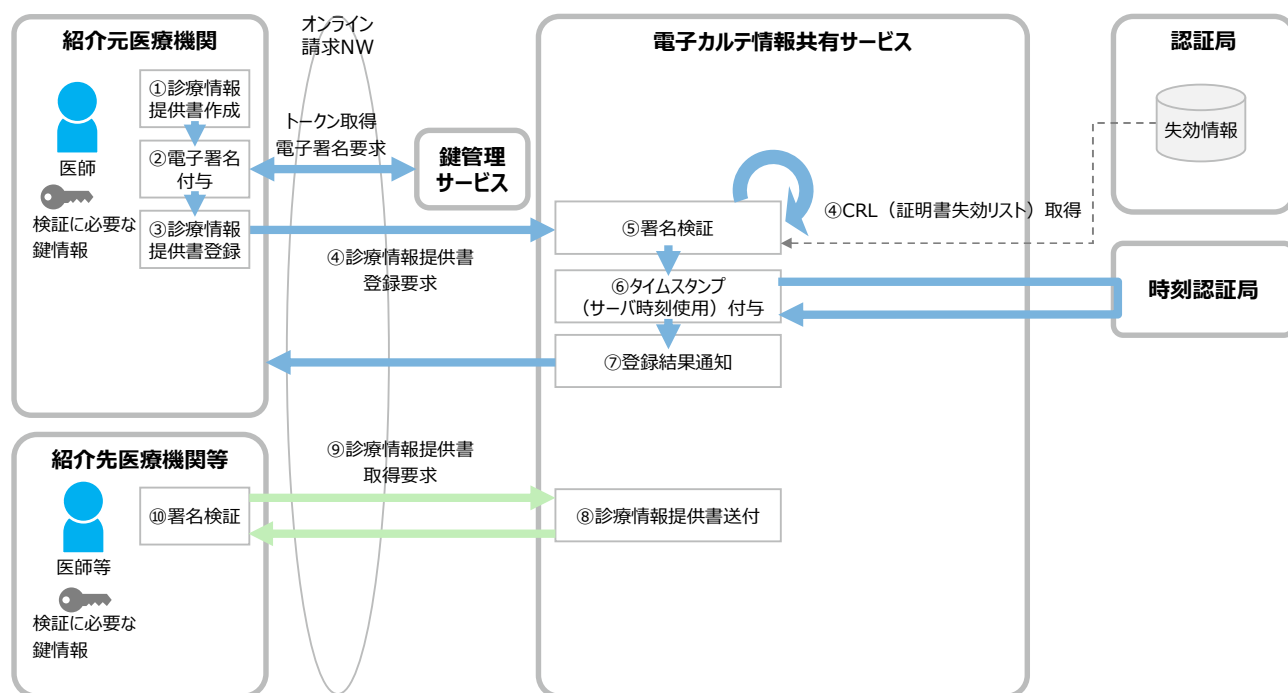 紹介元医療機関
医師
検証に必要な
鍵情報
①診療情報
提供書作成
②電子署名
付与
③診療情報
提供書登録
オンライン
請求NW
トークン取得
電子署名要求
鍵管理
サービス
④診療情報提供書
登録要求
電子カルテ情報共有サービス
⑤署名検証
⑥タイムスタンプ
（サーバ時刻使用）付与
⑦登録結果通知
認証局
失効情報
④CRL（証明書失効リスト）取得
時刻認証局
紹介先医療機関等
医師等
検証に必要な
鍵情報
⑩署名検証
⑨診療情報提供書
取得要求
⑧診療情報提供書送付